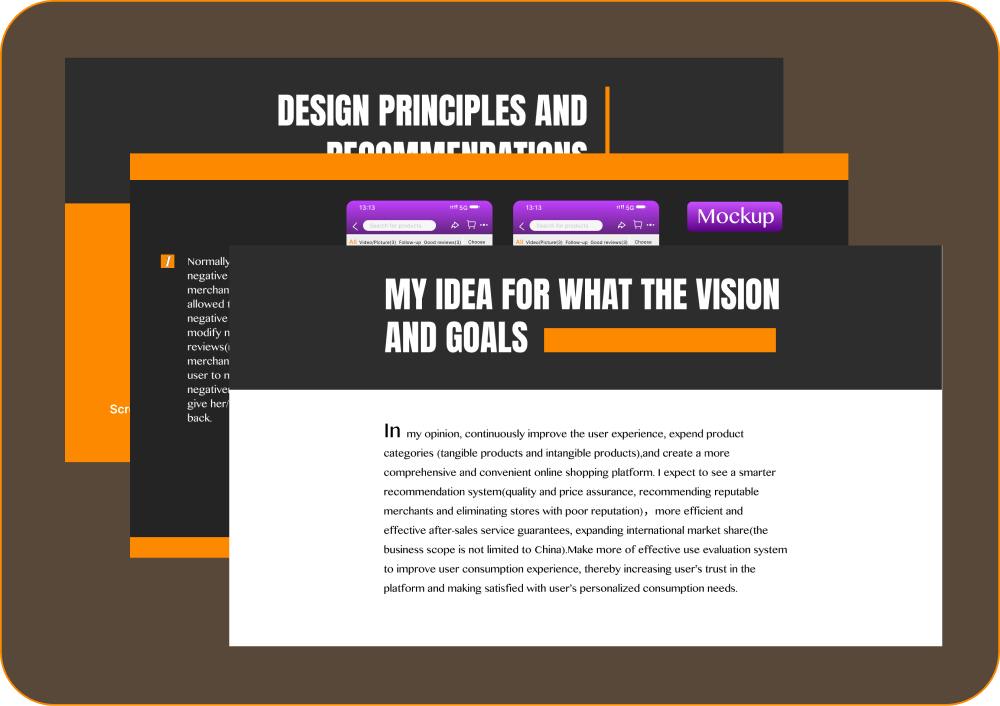 DESIGN PRINCIPLES AND
RECOMMENDATIONS
13:13
5G
Search for products
All Video/Picture(3) Follow-up Good reviews(3) Choose
13:13
5G
Search for products
All Video/Picture(3) Follow-up Good reviews(3) Choose
Mockup
1
Normally
negative
merchan
allowed t
negative
modify n
reviews(
merchan
user to n
negative
give her/
back.
Scr
MY IDEA FOR WHAT THE VISION
AND GOALS
In my opinion, continuously improve the user experience, expend product
categories (tangible products and intangible products),and create a more
comprehensive and convenient online shopping platform. I expect to see a smarter
recommendation system(quality and price assurance, recommending reputable
merchants and eliminating stores with poor reputation)，more efficient and
effective after-sales service guarantees, expanding international market share(the
business scope is not limited to China).Make more of effective use evaluation system
to improve user consumption experience, thereby increasing user's trust in the
platform and making satisfied with user's personalized consumption needs.